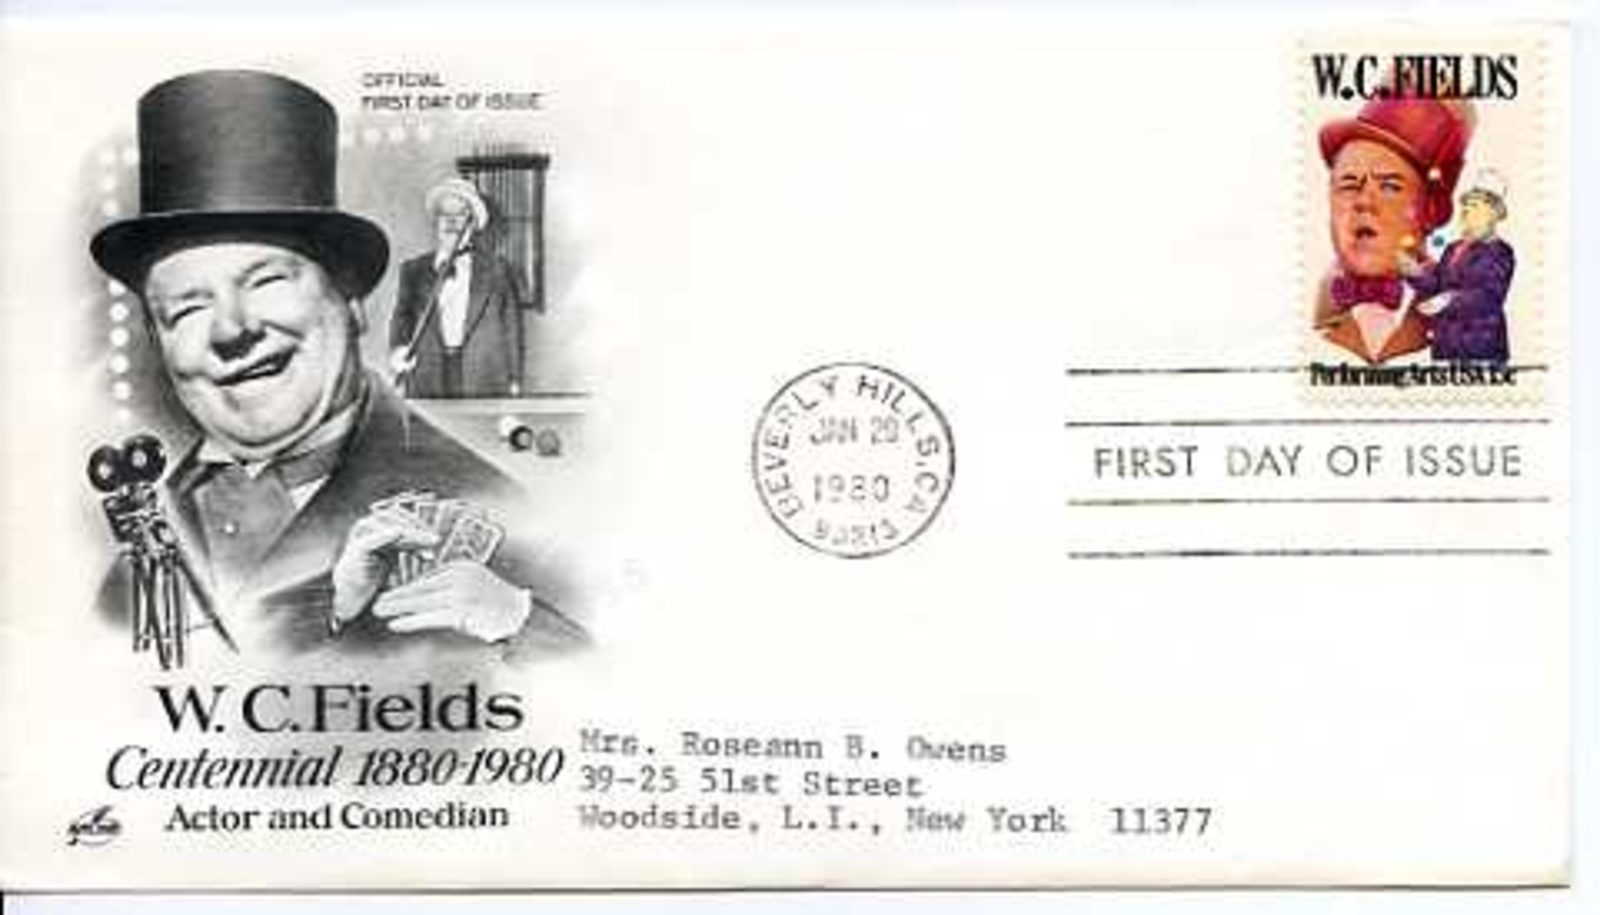 OFFICIAL
FIRST DAY OF ISSUE
W.C.FIELDS
Performing Arts USA 15c
BEVERLY HILLS, CA
JAN 29
1980
90213
FIRST DAY OF ISSUE
W.C.Fields
Centennial 1880-1980
Actor and Comedian
Mrs. Roseann B. Owens
39-25 51st Street
Woodside, L.I., New York 11377